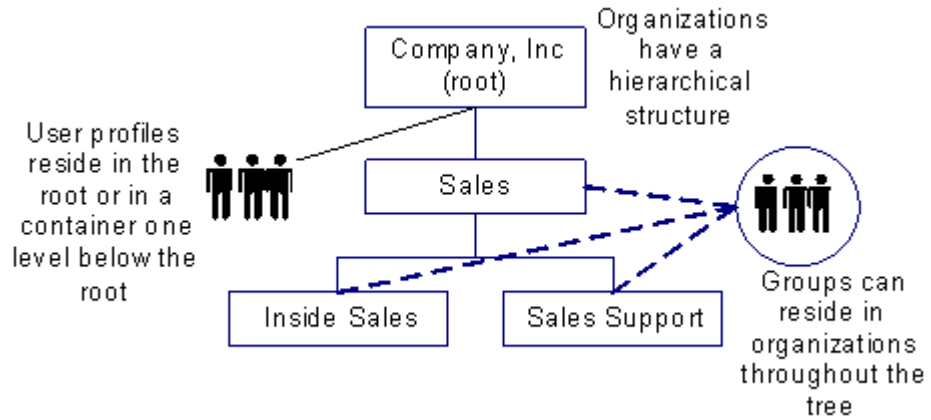 Company, Inc
(root)
Organizations
have a
hierarchical
structure
User profiles
reside in the
root or in a
container one
level below the
root
Sales
Inside Sales
Sales Support
Groups can
reside in
organizations
throughout the
tree